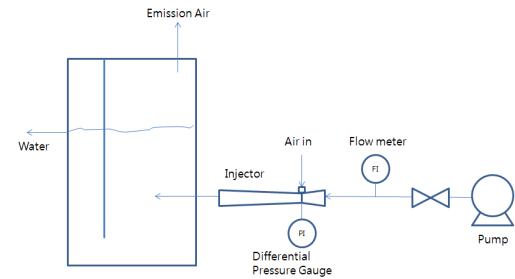 Emission Air
Water
Injector
Air in
Flow meter
FI
PI
Pump
Differential
Pressure Gauge